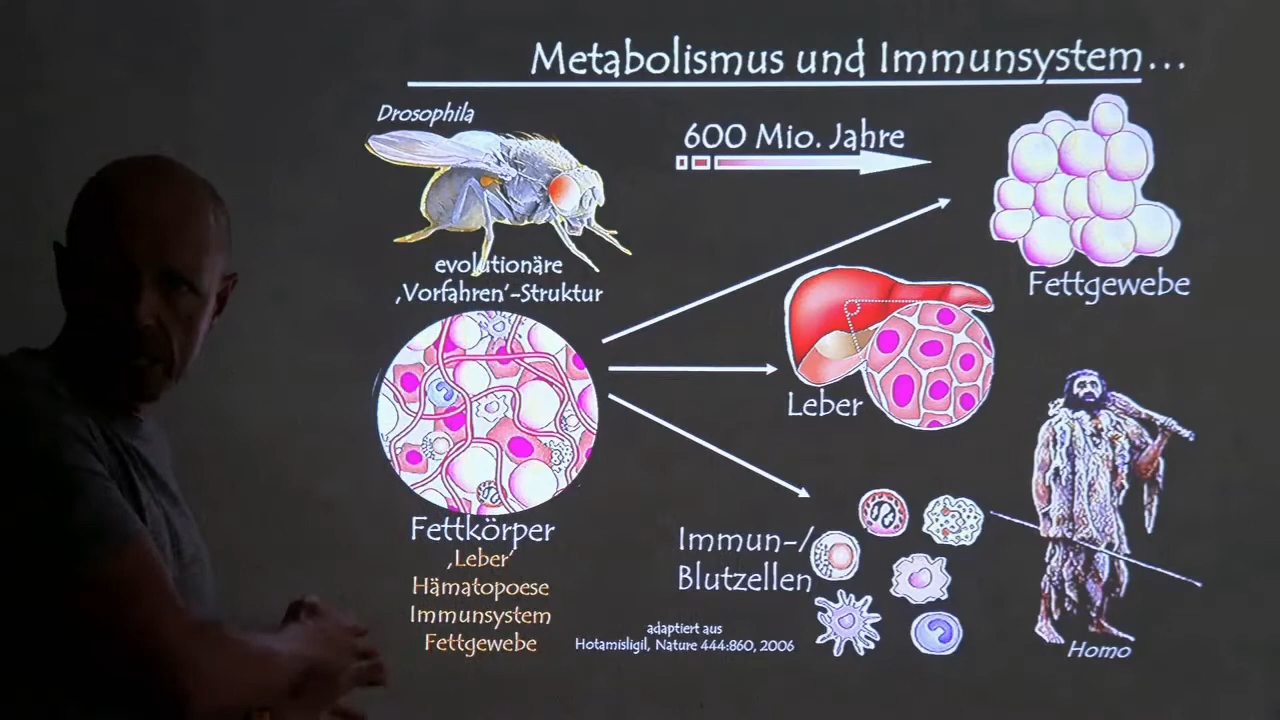 Metabolismus und Immunsystem...
Drosophila
600 Mio. Jahre
evolutionäre
‚Vorfahren'-Struktur
Fettgewebe
Leber
Fettkörper
‚Leber'
Hämatopoese
Immunsystem
Fettgewebe
Immun-/
Blutzellen
adaptiert aus
Hotamisligil, Nature 444:860, 2006
Homo